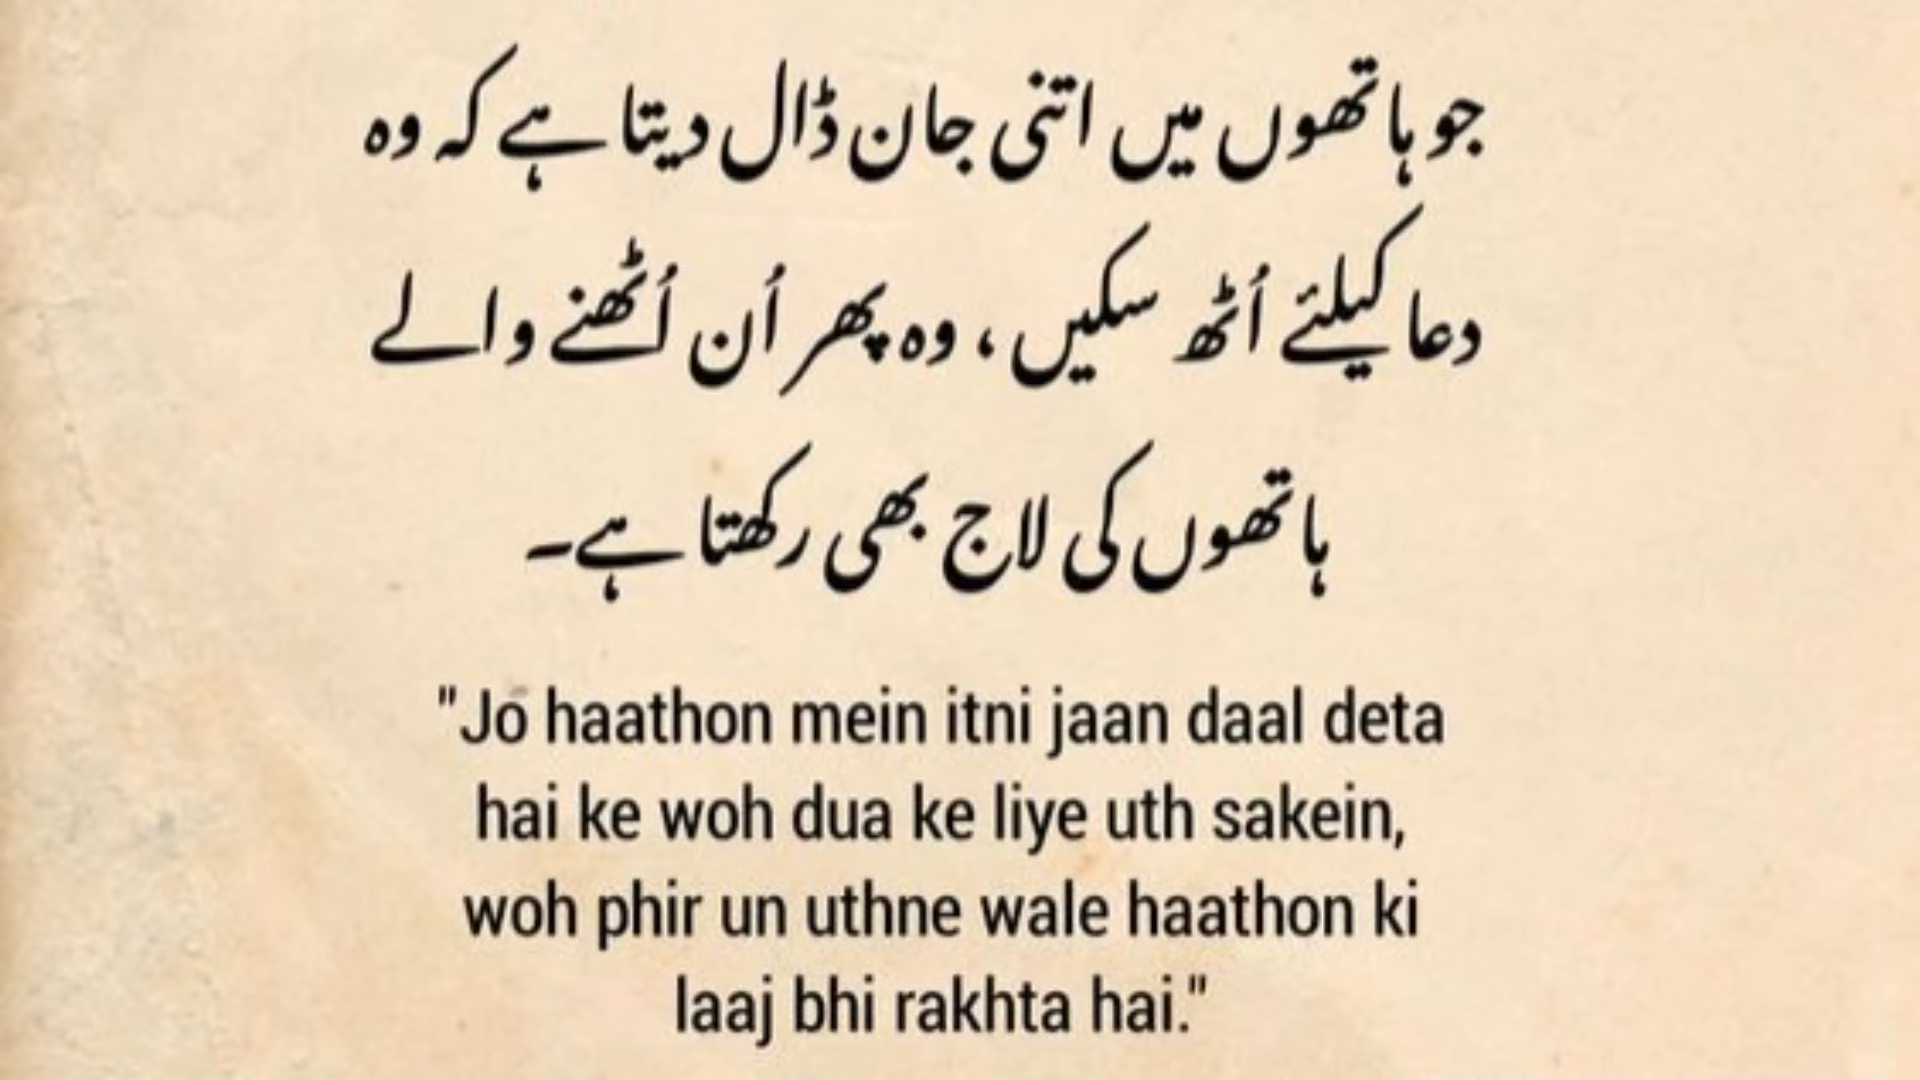 جو ہاتھوں میں اتنی جان ڈال دیتا ہے کہ وہ
دعا کیلئے اُٹھ سکیں، وہ پھر اُن اُٹھنے والے
ہاتھوں کی لاج بھی رکھتا ہے۔
"Jo haathon mein itni jaan daal deta
hai ke woh dua ke liye uth sakein,
woh phir un uthne wale haathon ki
laaj bhi rakhta hai."